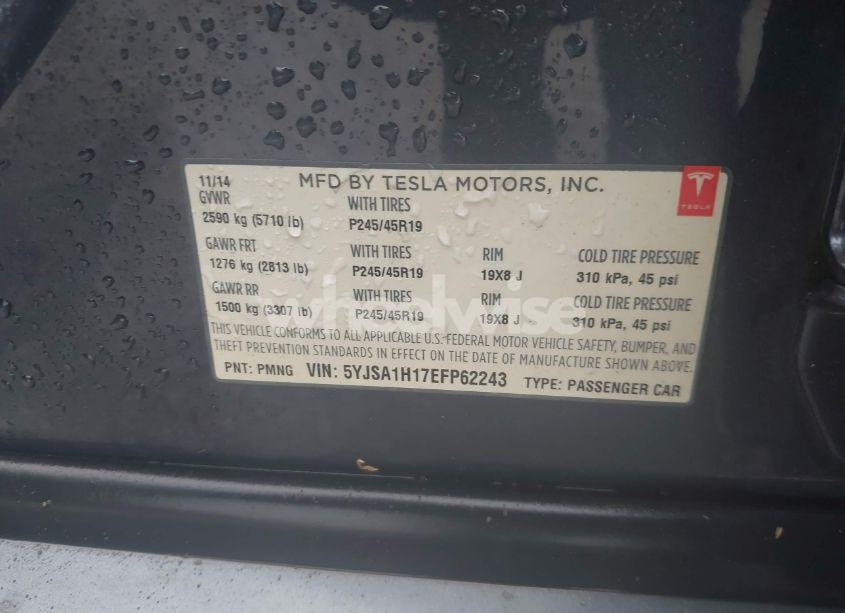 11/14 MFD BY TESLA MOTORS, INC.
TESLA
GVWR WITH TIRES
2590 kg (5710 lb) P245/45R19
GAWR FRT WITH TIRES RIM COLD TIRE PRESSURE
1276 kg (2813 lb) P245/45R19 19X8 J 310 kPa, 45 psi
GAWR RR WITH TIRES RIM COLD TIRE PRESSURE
1500 kg (3307 lb) P245/45R19 19X8 J 310 kPa, 45 psi
wheelwise
THIS VEHICLE CONFORMS TO ALL APPLICABLE U.S. FEDERAL MOTOR VEHICLE SAFETY, BUMPER, AND
THEFT PREVENTION STANDARDS IN EFFECT ON THE DATE OF MANUFACTURE SHOWN ABOVE.
PNT: PMNG VIN: 5YJSA1H17EFP62243 TYPE: PASSENGER CAR